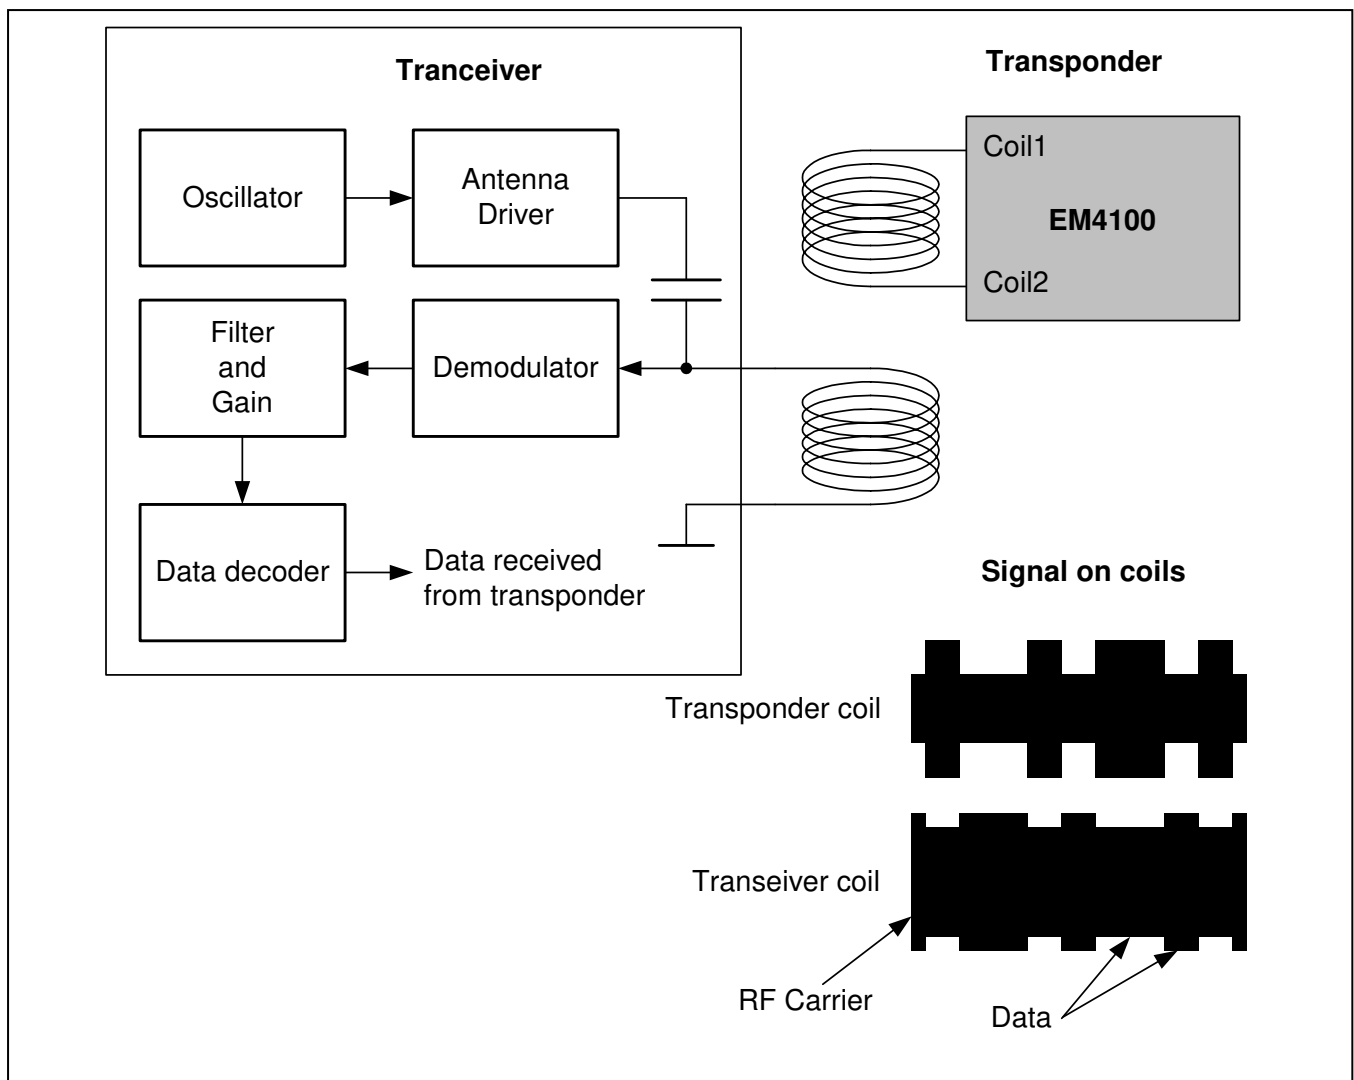 Tranceiver
Transponder
Oscillator
Antenna
Driver
Coil1
EM4100
Coil2
Filter
and
Gain
Demodulator
Data decoder
Data received
from transponder
Signal on coils
Transponder coil
Transeiver coil
RF Carrier
Data